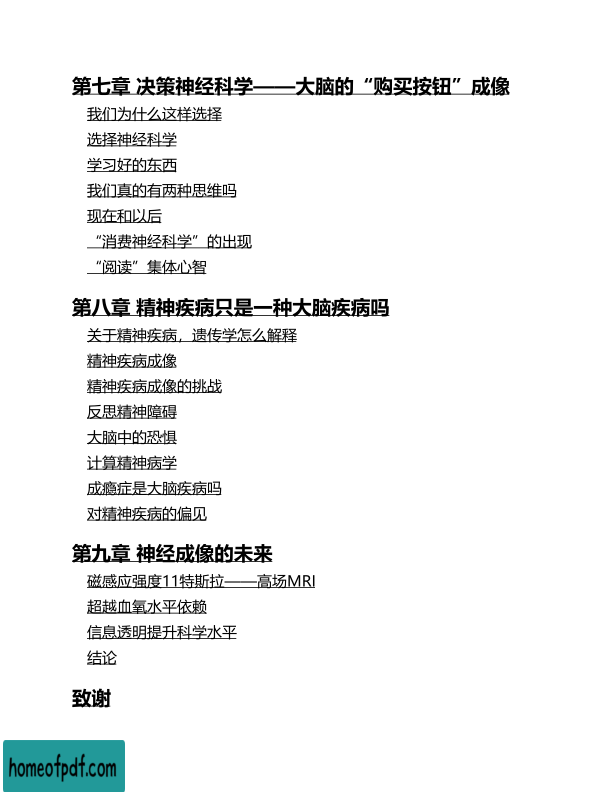 第七章 决策神经科学——大脑的“购买按钮”成像
我们为什么这样选择
选择神经科学
学习好的东西
我们真的有两种思维吗
现在和以后
“消费神经科学”的出现
“阅读”集体心智
第八章 精神疾病只是一种大脑疾病吗
关于精神疾病，遗传学怎么解释
精神疾病成像
精神疾病成像的挑战
反思精神障碍
大脑中的恐惧
计算精神病学
成瘾症是大脑疾病吗
对精神疾病的偏见
第九章 神经成像的未来
磁感应强度11特斯拉——高场MRI
超越血氧水平依赖
信息透明提升科学水平
结论
致谢
homeofpdf.com